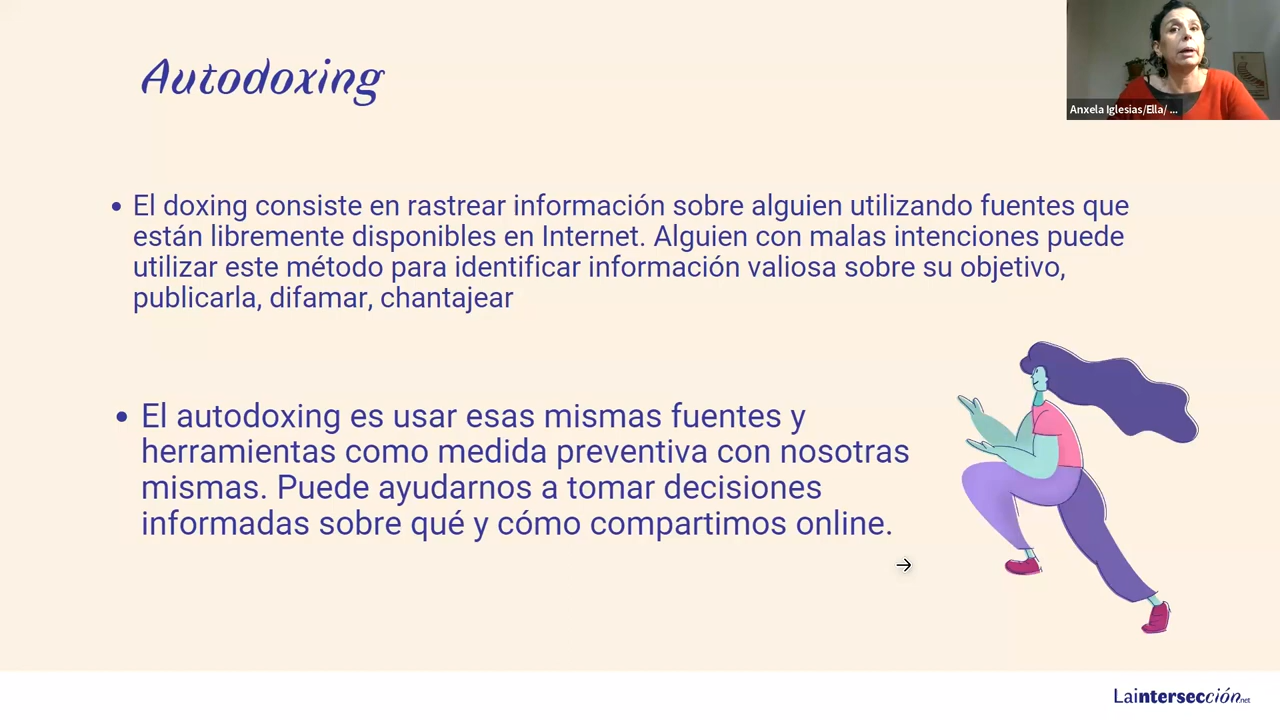 Autodoxing
Anxela Iglesias/Ella/ ...
• El doxing consiste en rastrear información sobre alguien utilizando fuentes que
están libremente disponibles en Internet. Alguien con malas intenciones puede
utilizar este método para identificar información valiosa sobre su objetivo,
publicarla, difamar, chantajear
• El autodoxing es usar esas mismas fuentes y
herramientas como medida preventiva con nosotras
mismas. Puede ayudarnos a tomar decisiones
informadas sobre qué y cómo compartimos online.
Laintersección.net